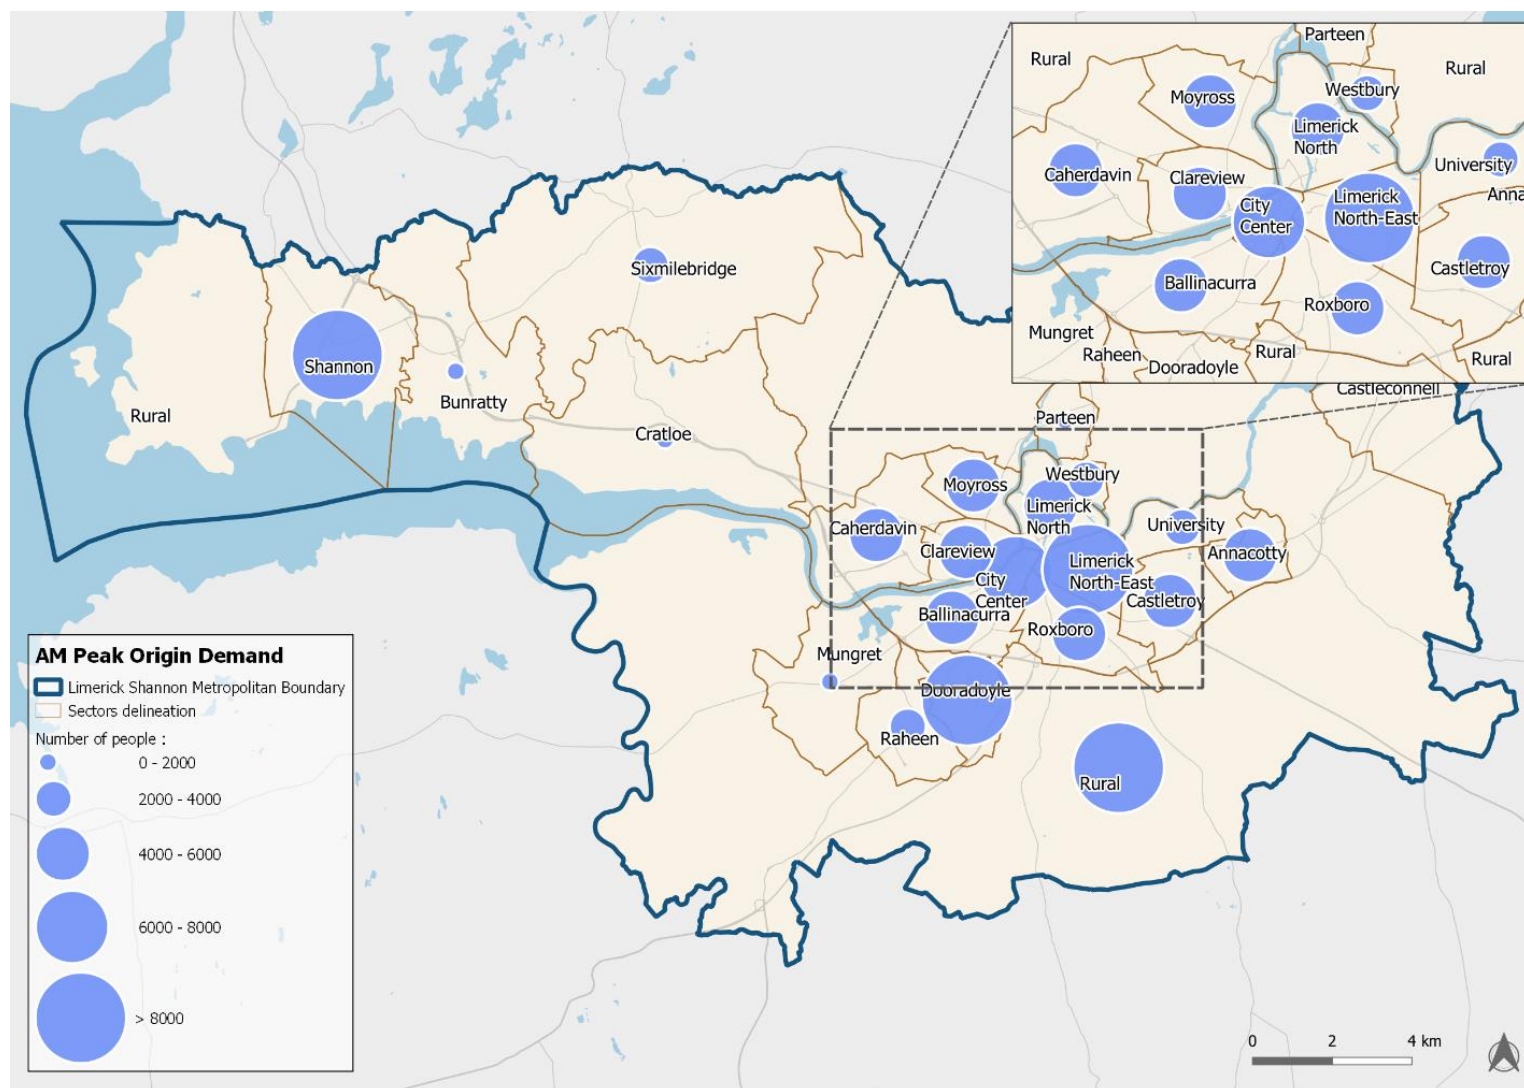 Parteen
Rural
Rural
Moyross
Westbury
Limerick
North
University
Caherdavin
Clareview
Anna
City
Center
Limerick
North-East
Castletroy
Ballinacurra
Roxboro
Mungret
Raheen
Dooradoyle
Rural
Rural
Sixmilebridge
Shannon
Bunratty
Rural
Cratloe
Castleconnell
Parteen
Westbury
Moyross
Limerick
North
University
Caherdavin
Clareview
Annacotty
City
Center
Limerick
North-East
Castletroy
Ballinacurra
Roxboro
Mungret
Dooradoyle
Raheen
Rural
AM Peak Origin Demand
Limerick Shannon Metropolitan Boundary
Sectors delineation
Number of people :
0 - 2000
2000 - 4000
4000 - 6000
6000 - 8000
> 8000
0 2 4 km